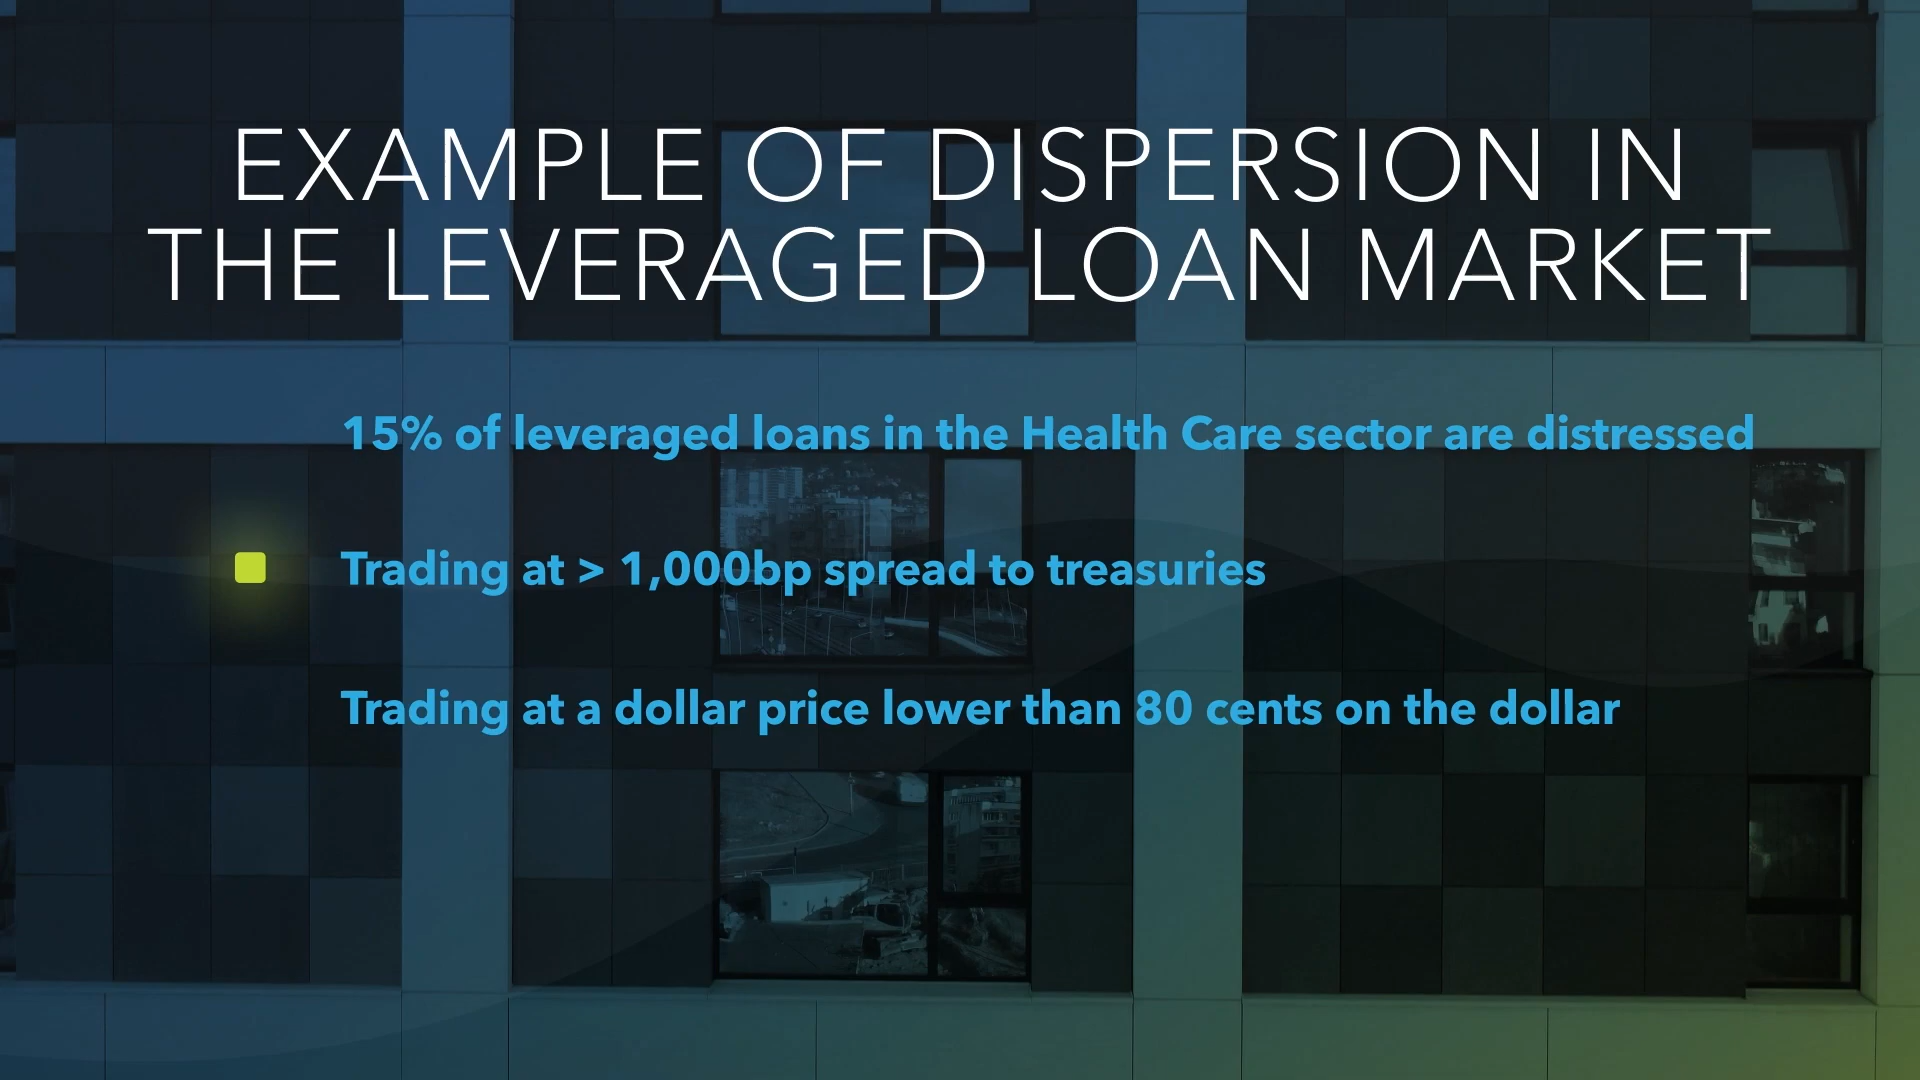 EXAMPLE OF DISPERSION IN
THE LEVERAGED LOAN MARKET
15% of leveraged loans in the Health Care sector are distressed
Trading at > 1,000bp spread to treasuries
Trading at a dollar price lower than 80 cents on the dollar